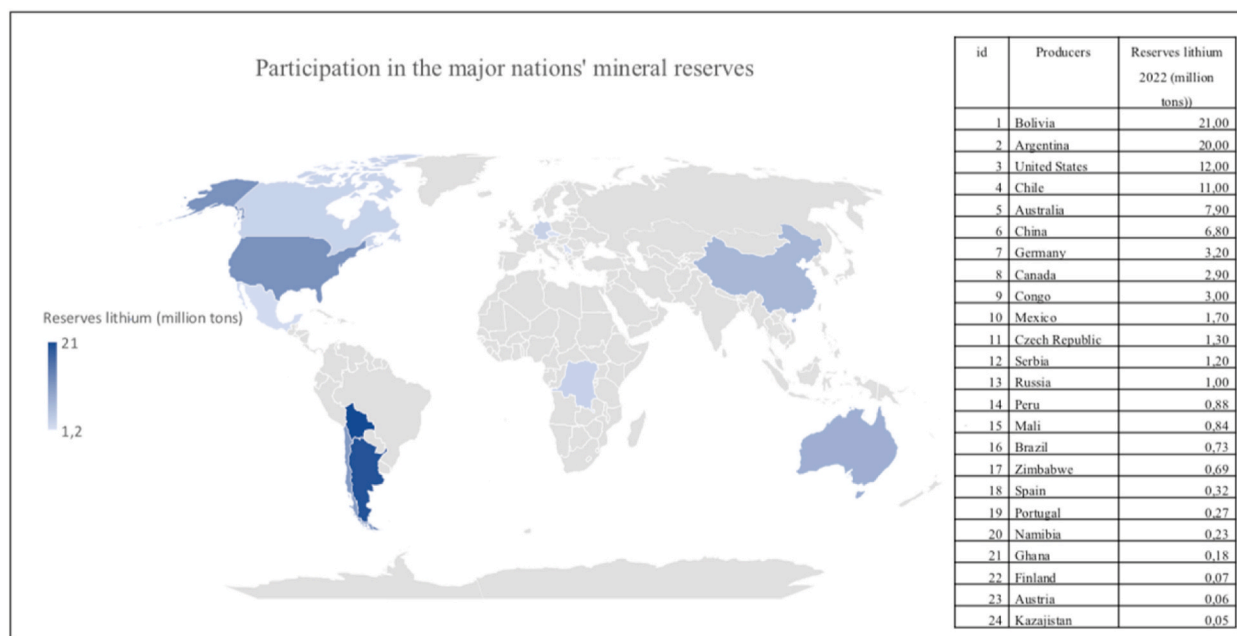 Participation in the major nations' mineral reserves
Reserves lithium (million tons)
21
1,2
id Producers Reserves lithium
2022 (million
tons))
1 Bolivia 21,00
2 Argentina 20,00
3 United States 12,00
4 Chile 11,00
5 Australia 7,90
6 China 6,80
7 Germany 3,20
8 Canada 2,90
9 Congo 3,00
10 Mexico 1,70
11 Czech Republic 1,30
12 Serbia 1,20
13 Russia 1,00
14 Peru 0,88
15 Mali 0,84
16 Brazil 0,73
17 Zimbabwe 0,69
18 Spain 0,32
19 Portugal 0,27
20 Namibia 0,23
21 Ghana 0,18
22 Finland 0,07
23 Austria 0,06
24 Kazajistan 0,05